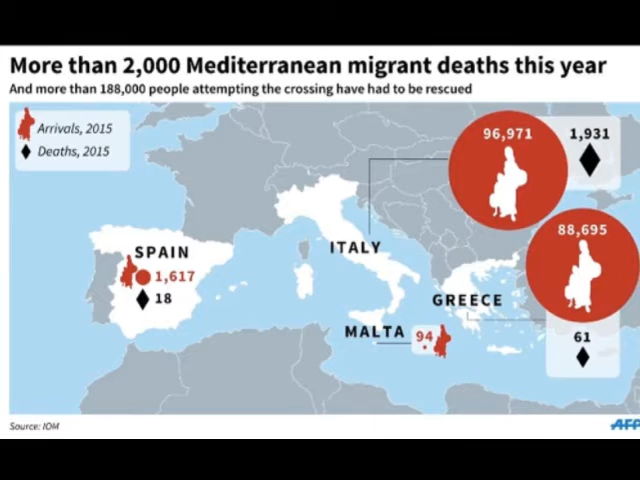 More than 2,000 Mediterranean migrant deaths this year
And more than 188,000 people attempting the crossing have had to be rescued
Arrivals, 2015
Deaths, 2015
96,971
1,931
88,695
SPAIN
1,617
18
ITALY
GREECE
MALTA
94
61
Source: IOM
AFP